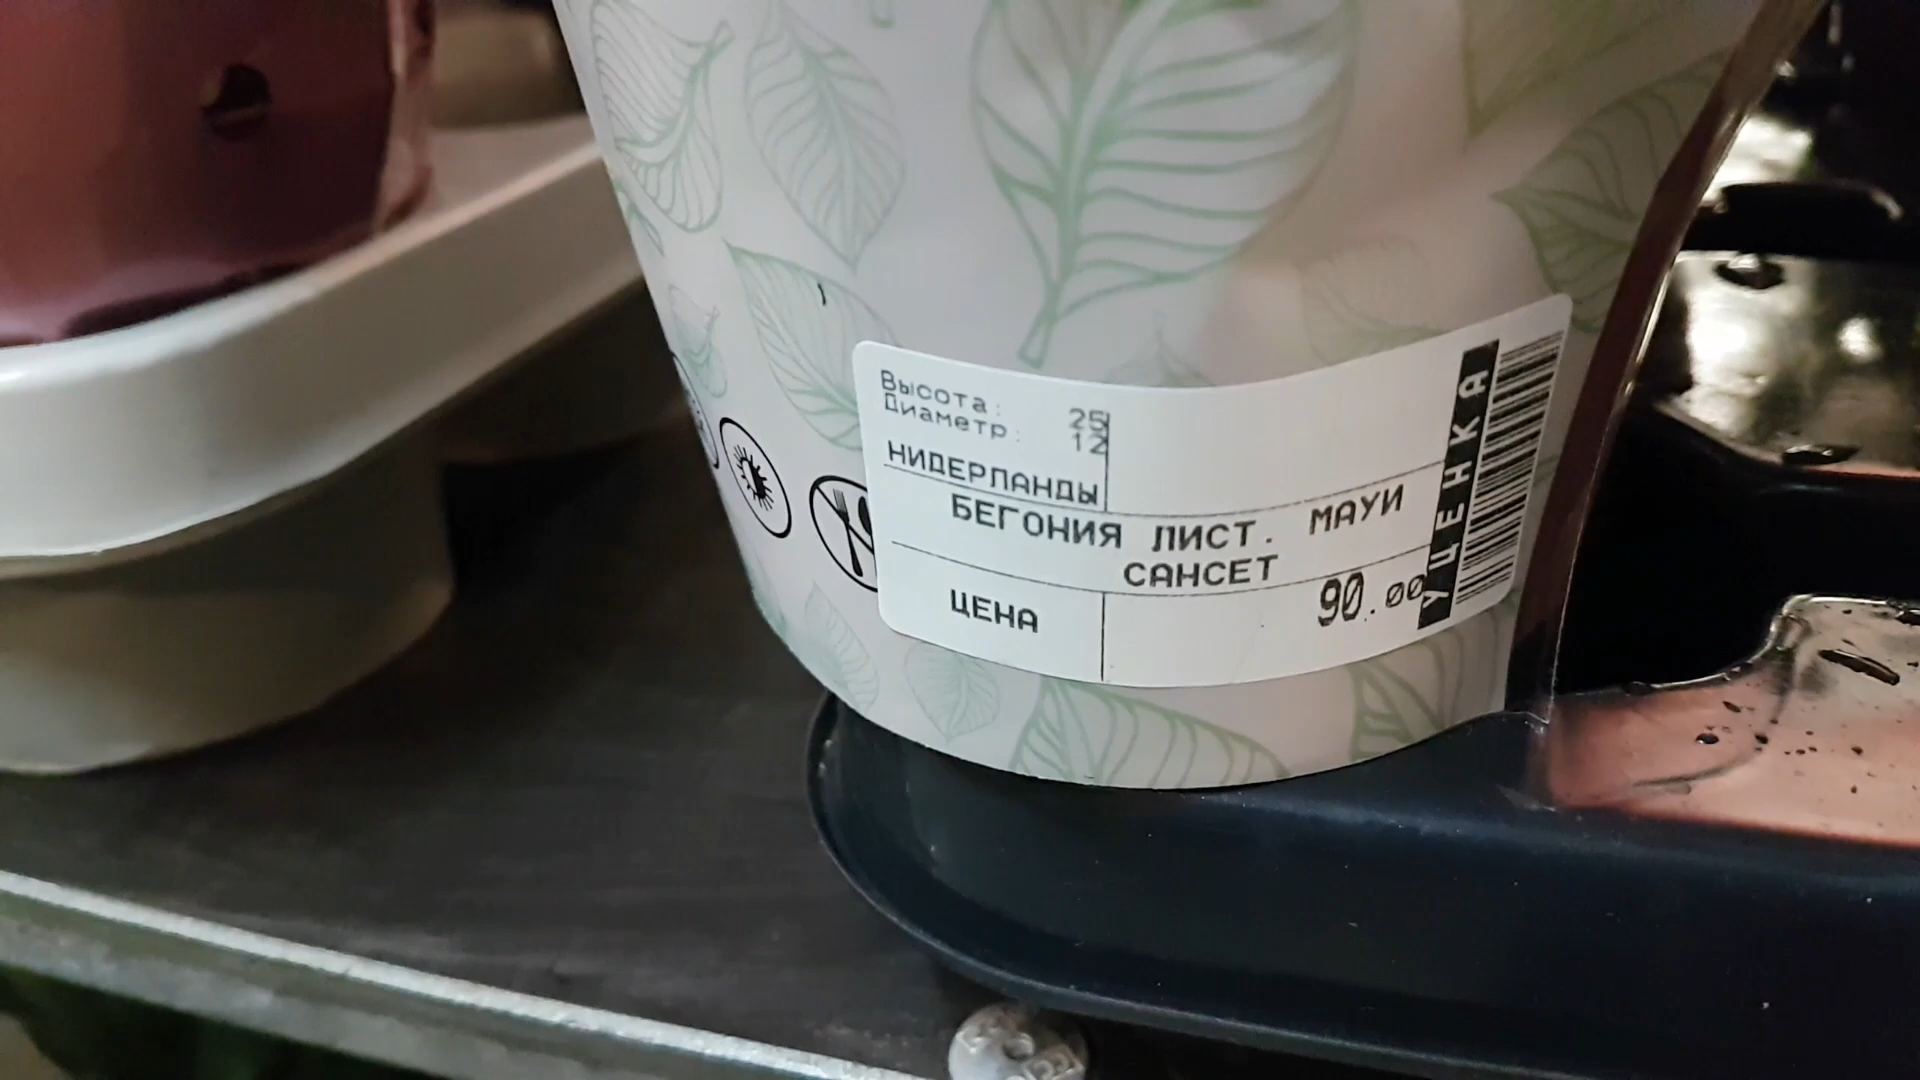 Высота: 25
Диаметр: 12
НИДЕРЛАНДЫ
БЕГОНИЯ ЛИСТ. МАУИ
САНСЕТ
ЦЕНА 90.00
УЦЕНКА